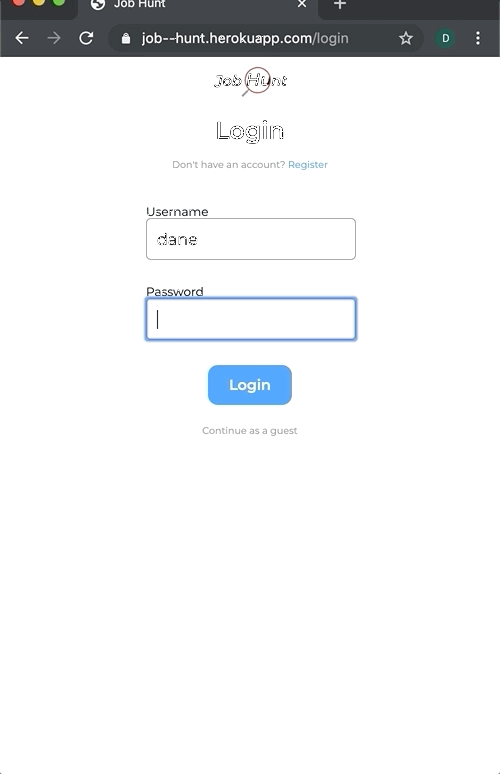 Job Hunt
job--hunt.herokuapp.com/login
D
Job Hunt
Login
Don't have an account? Register
Username
dane
Password
Login
Continue as a guest